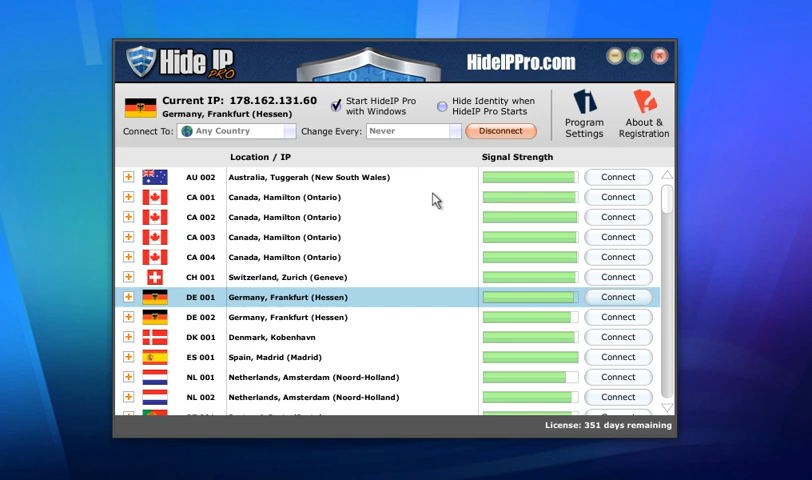 Hide IP PRO
HideIPPro.com
Current IP: 178.162.131.60
Germany, Frankfurt (Hessen)
Start HideIP Pro with Windows
Hide Identity when HideIP Pro Starts
Program Settings
About & Registration
Connect To: Any Country
Change Every: Never
Disconnect
Location / IP Signal Strength
AU 002 Australia, Tuggerah (New South Wales) Connect
CA 001 Canada, Hamilton (Ontario) Connect
CA 002 Canada, Hamilton (Ontario) Connect
CA 003 Canada, Hamilton (Ontario) Connect
CA 004 Canada, Hamilton (Ontario) Connect
CH 001 Switzerland, Zurich (Geneve) Connect
DE 001 Germany, Frankfurt (Hessen) Connect
DE 002 Germany, Frankfurt (Hessen) Connect
DK 001 Denmark, Kobenhavn Connect
ES 001 Spain, Madrid (Madrid) Connect
NL 001 Netherlands, Amsterdam (Noord-Holland) Connect
NL 002 Netherlands, Amsterdam (Noord-Holland) Connect
License: 351 days remaining